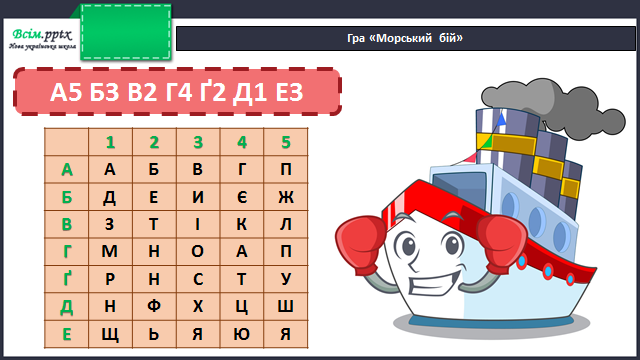 Всім.pptx
Нова українська школа
Гра «Морський бій»
А5 Б3 В2 Г4 Ґ2 Д1 Е3
1 2 3 4 5
А А Б В Г П
Б Д Е И Є Ж
В З Т І К Л
Г М Н О А П
Ґ Р Н С Т У
Д Н Ф Х Ц Ш
Е Щ Ь Я Ю Я